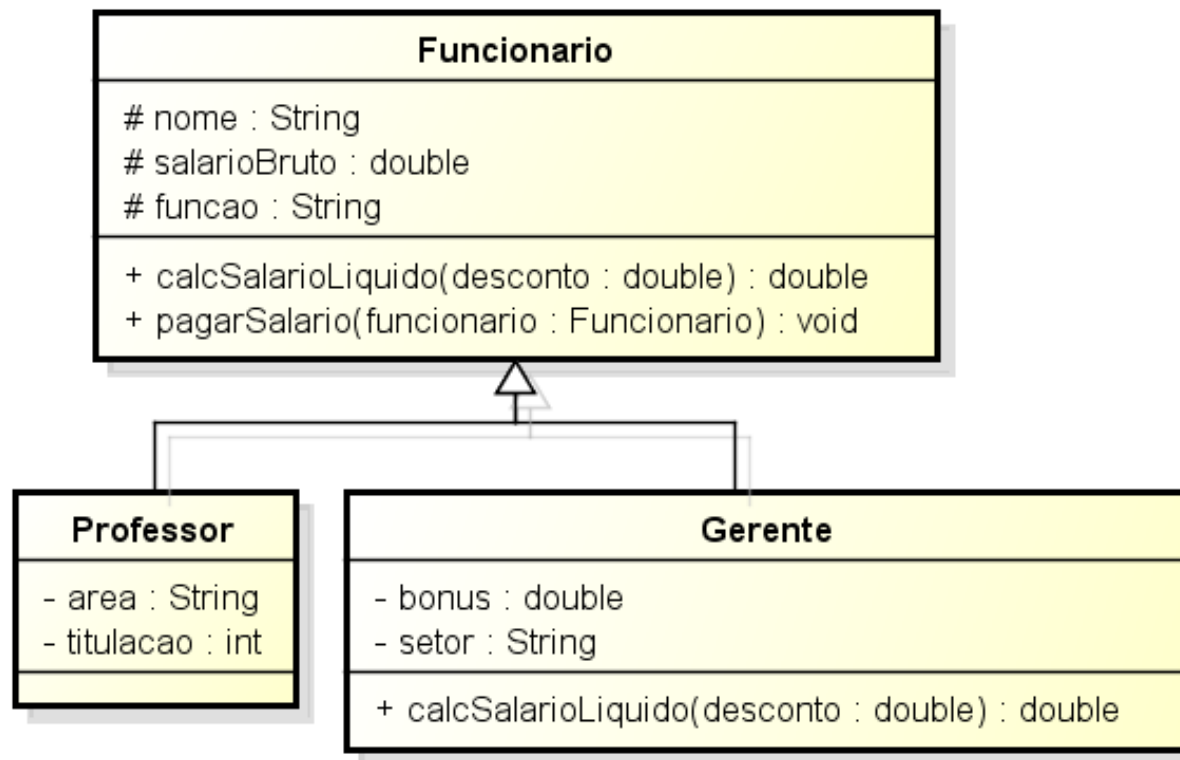 Funcionario
# nome : String
# salarioBruto : double
# funcao : String
+ calcSalarioLiquido(desconto : double) : double
+ pagarSalario(funcionario : Funcionario) : void
Professor
- area : String
- titulacao : int
Gerente
- bonus : double
- setor : String
+ calcSalarioLiquido(desconto : double) : double